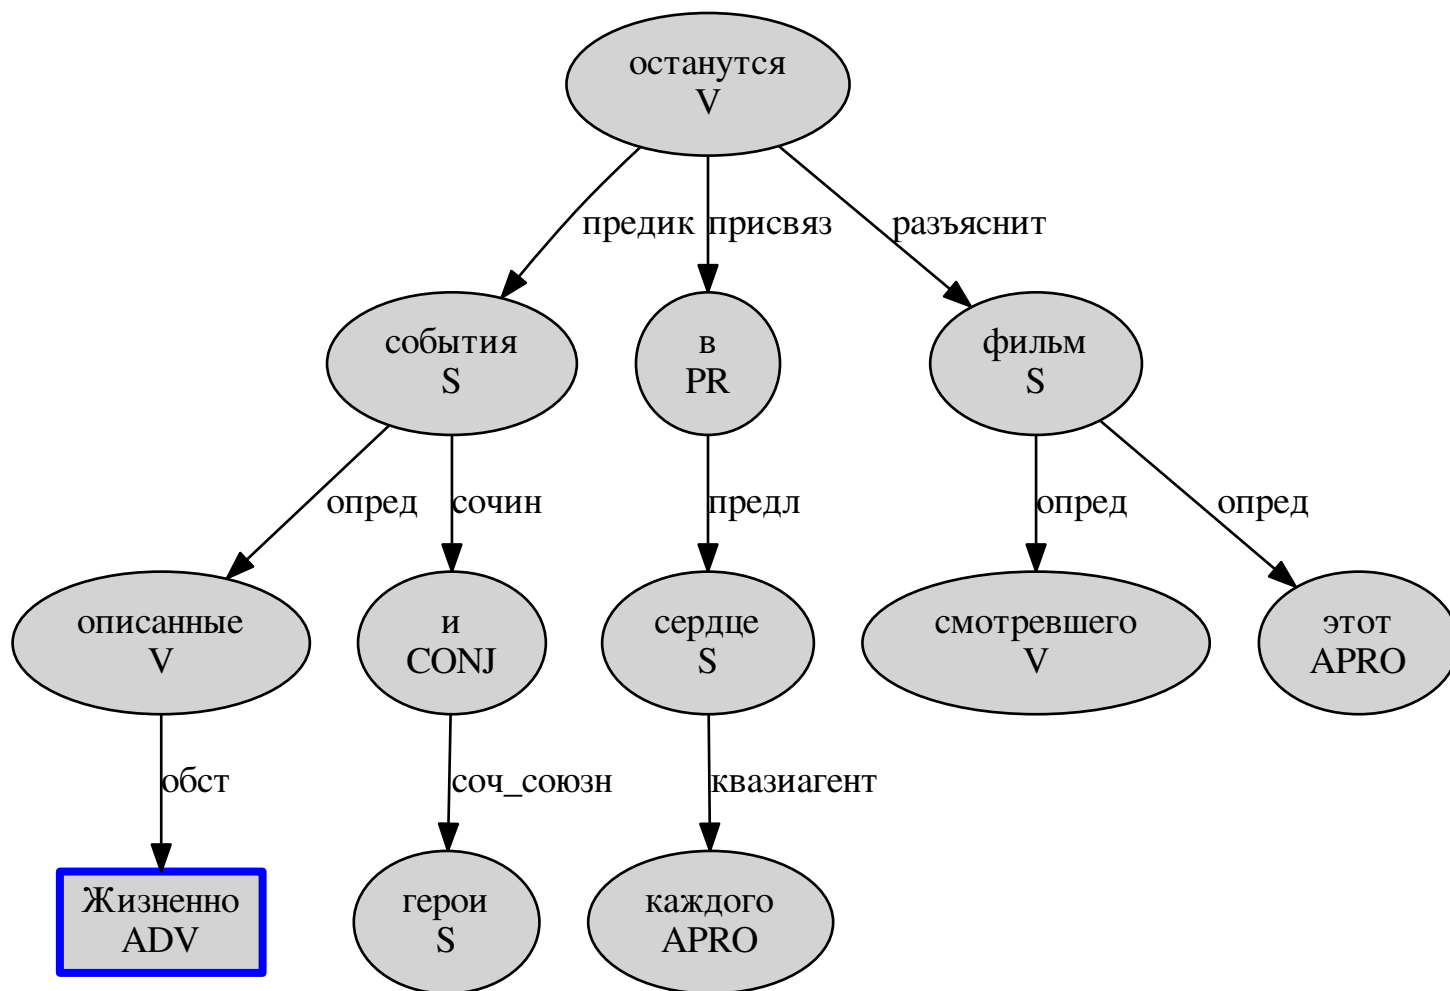 останутся
V
предик
присвяз
разъяснит
события
S
в
PR
фильм
S
опред
сочин
предл
опред
опред
описанные
V
и
CONJ
сердце
S
смотревшего
V
этот
APRO
обст
соч_союзн
квазиагент
Жизненно
ADV
герои
S
каждого
APRO